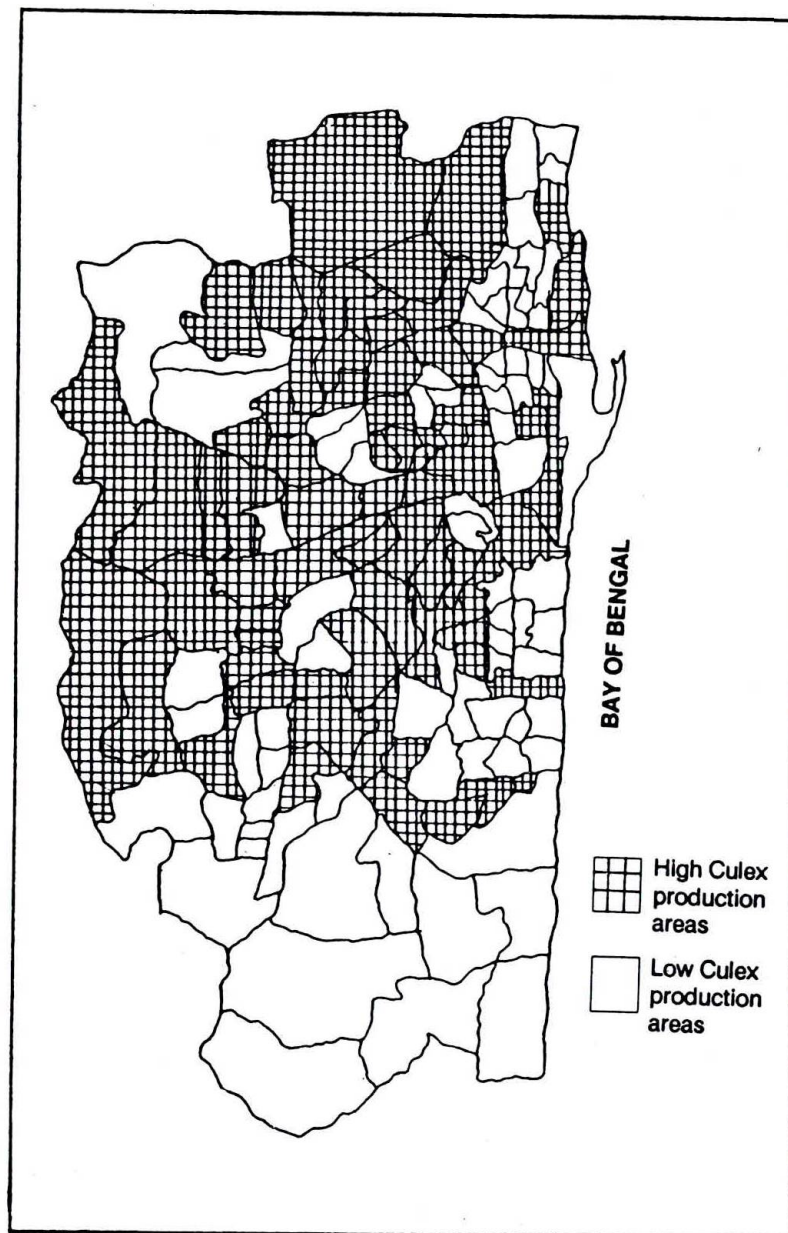 BAY OF BENGAL
High Culex
production
areas
Low Culex
production
areas